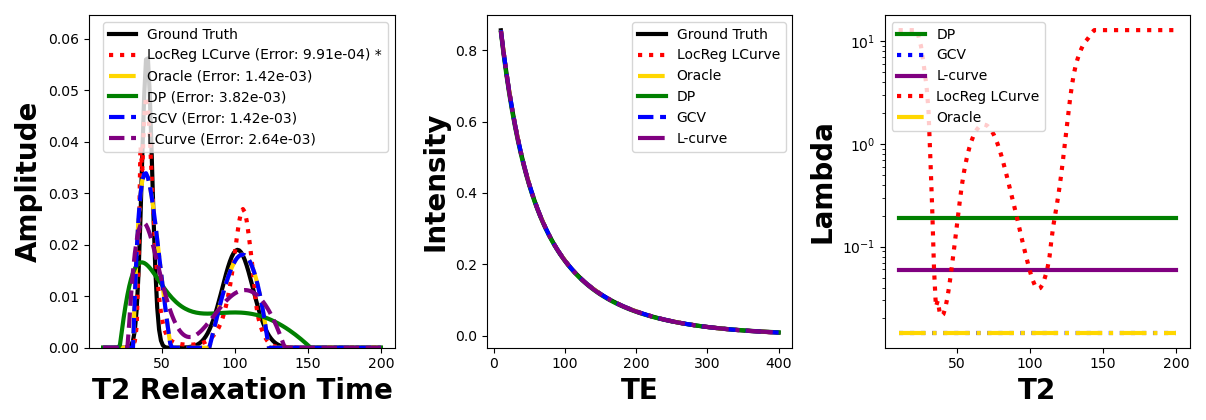 Amplitude
0.06
0.05
0.04
0.03
0.02
0.01
0.00
50
100
150
200
T2 Relaxation Time
Ground Truth
LocReg LCurve (Error: 9.91e-04) *
Oracle (Error: 1.42e-03)
DP (Error: 3.82e-03)
GCV (Error: 1.42e-03)
LCurve (Error: 2.64e-03)
Intensity
0.8
0.6
0.4
0.2
0.0
0
100
200
300
400
TE
Ground Truth
LocReg LCurve
Oracle
DP
GCV
L-curve
Lambda
10¹
10⁰
10⁻¹
50
100
150
200
T2
DP
GCV
L-curve
LocReg LCurve
Oracle